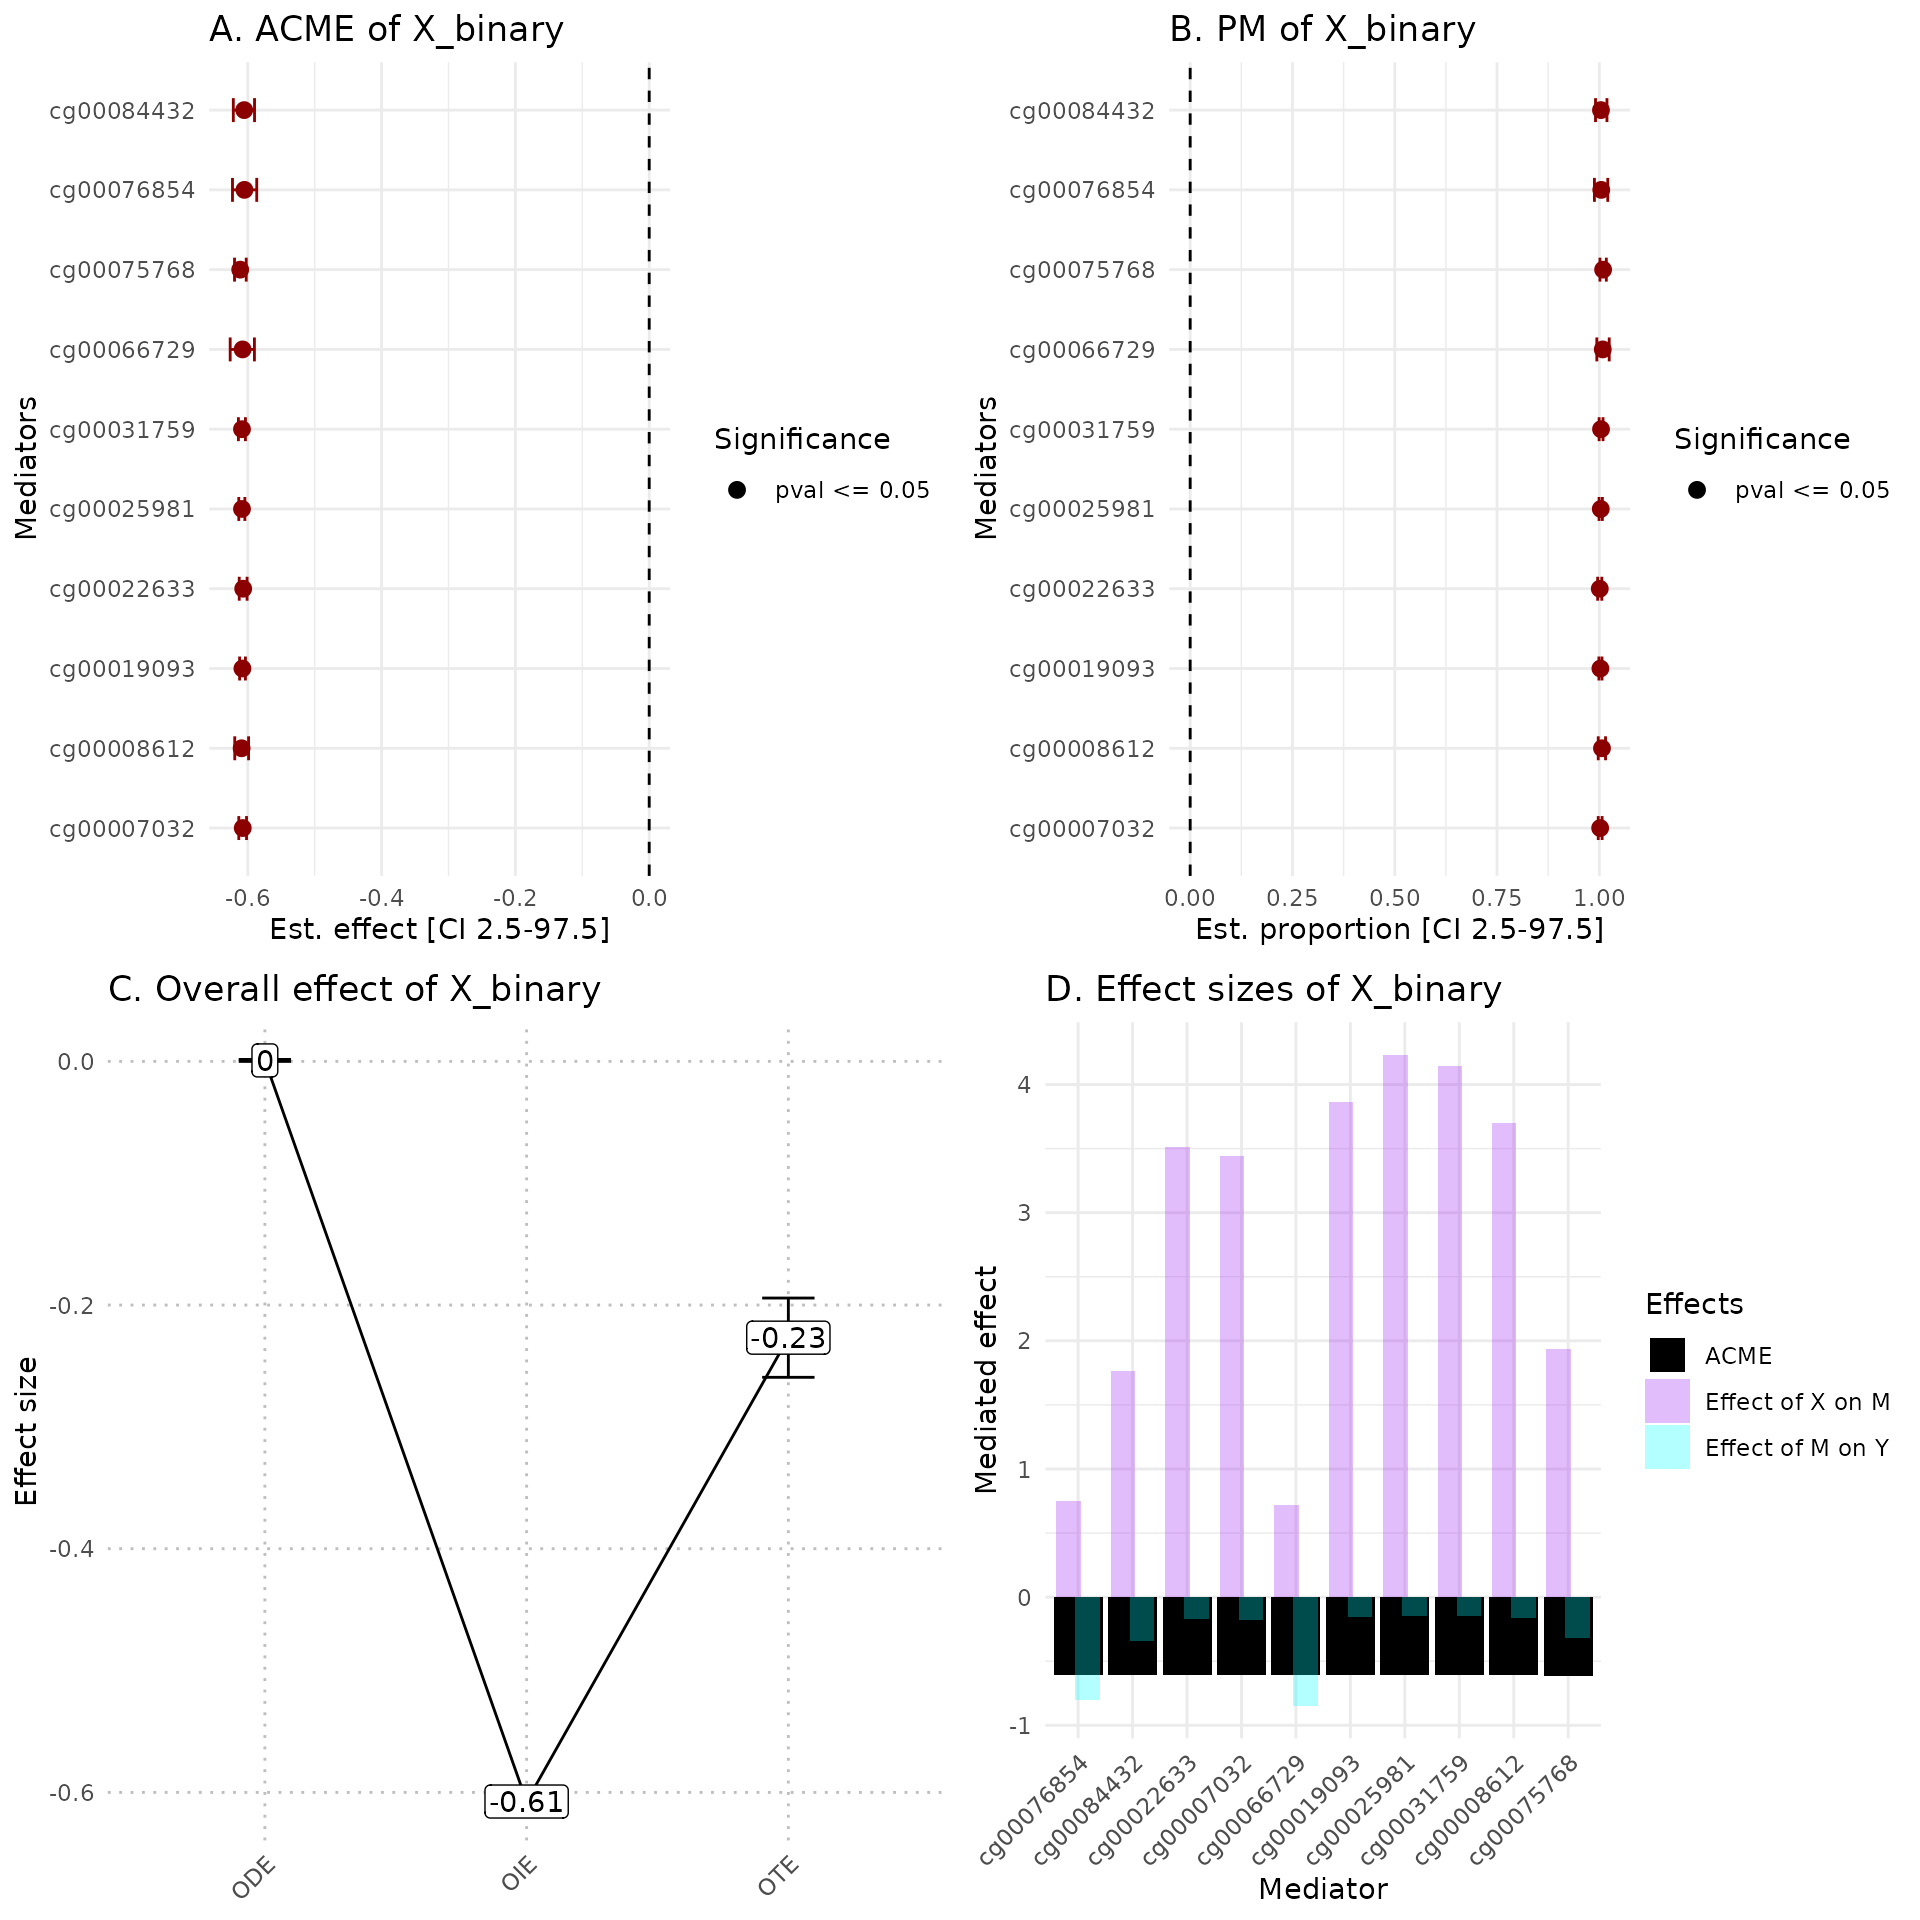 A. ACME of X_binary
cg00084432
cg00076854
cg00075768
cg00066729
cg00031759
cg00025981
cg00022633
cg00019093
cg00008612
cg00007032
Mediators
-0.6 -0.4 -0.2 0.0
Est. effect [CI 2.5-97.5]
Significance
pval <= 0.05
B. PM of X_binary
cg00084432
cg00076854
cg00075768
cg00066729
cg00031759
cg00025981
cg00022633
cg00019093
cg00008612
cg00007032
Mediators
0.00 0.25 0.50 0.75 1.00
Est. proportion [CI 2.5-97.5]
Significance
pval <= 0.05
C. Overall effect of X_binary
0.0
-0.2
-0.4
-0.6
Effect size
0
-0.61
-0.23
ODE
OIE
OTE
D. Effect sizes of X_binary
4
3
2
1
0
-1
Mediated effect
cg00076854
cg00084432
cg00022633
cg00007032
cg00066729
cg00019093
cg00025981
cg00031759
cg00008612
cg00075768
Mediator
Effects
ACME
Effect of X on M
Effect of M on Y